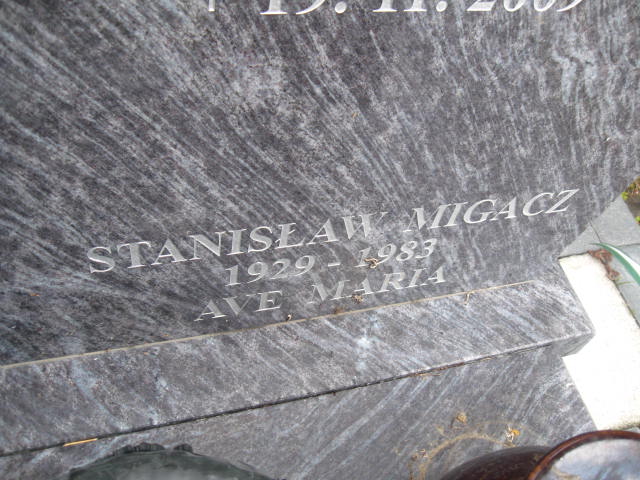 STANISŁAW MIGACZ
1929 - 1983
AVE MARIA